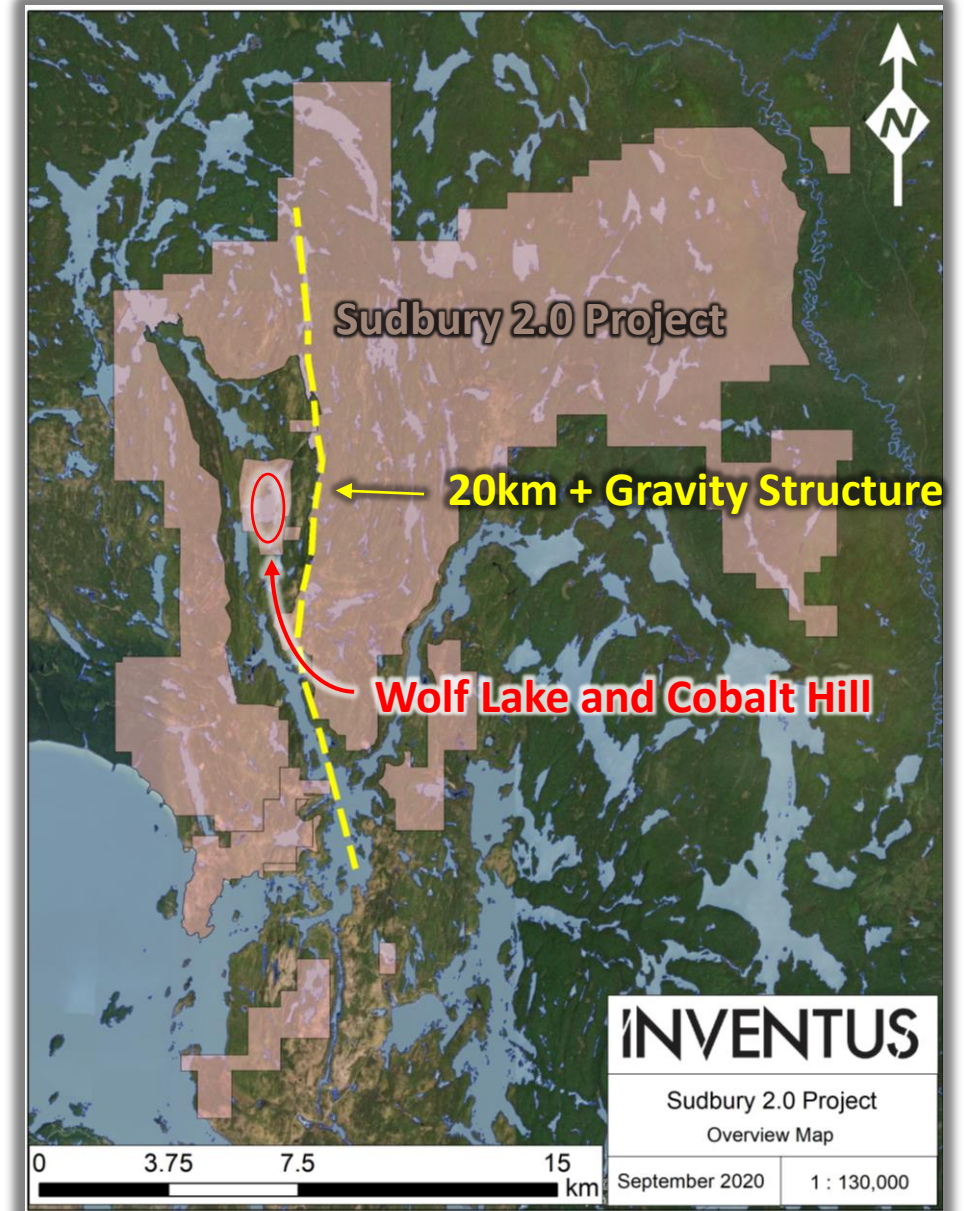 N
Sudbury 2.0 Project
20km + Gravity Structure
Wolf Lake and Cobalt Hill
INVENTUS
Sudbury 2.0 Project
Overview Map
September 2020
1 : 130,000
0 3.75 7.5 15
km